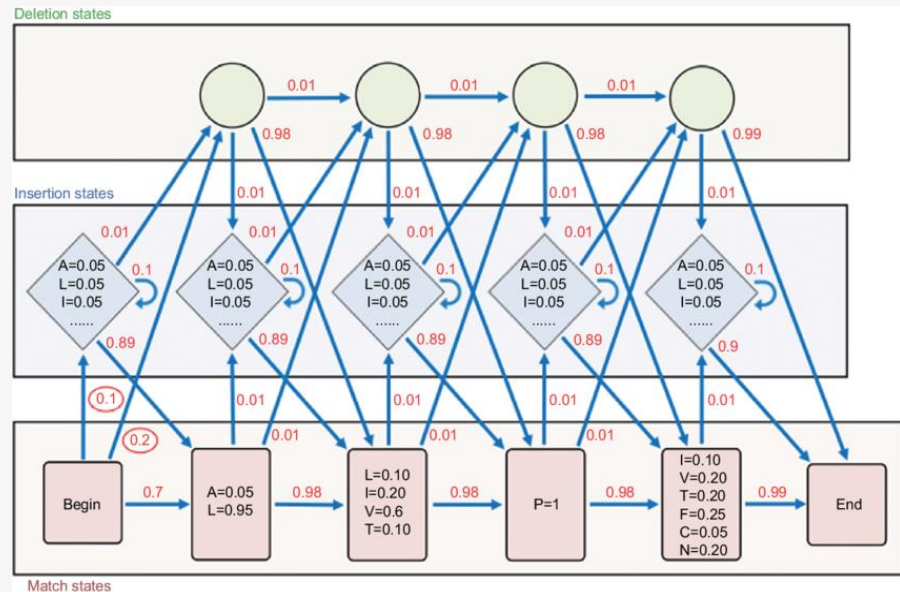 Deletion states
0.01 0.01 0.01
0.98 0.98 0.98 0.99
Insertion states
0.01 0.01 0.01 0.01
0.01 0.01 0.01 0.01
A=0.05 A=0.05 A=0.05 A=0.05 A=0.05
0.1 0.1 0.1 0.1 0.1
L=0.05 L=0.05 L=0.05 L=0.05 L=0.05
I=0.05 I=0.05 I=0.05 I=0.05 I=0.05
...... ...... ...... ...... ......
0.89 0.89 0.89 0.89 0.9
0.1 0.01 0.01 0.01 0.01
0.2 0.01 0.01 0.01
Begin
0.7
A=0.05
L=0.95
0.98
L=0.10
I=0.20
V=0.6
T=0.10
0.98
P=1
0.98
I=0.10
V=0.20
T=0.20
F=0.25
C=0.05
N=0.20
0.99
End
Match states